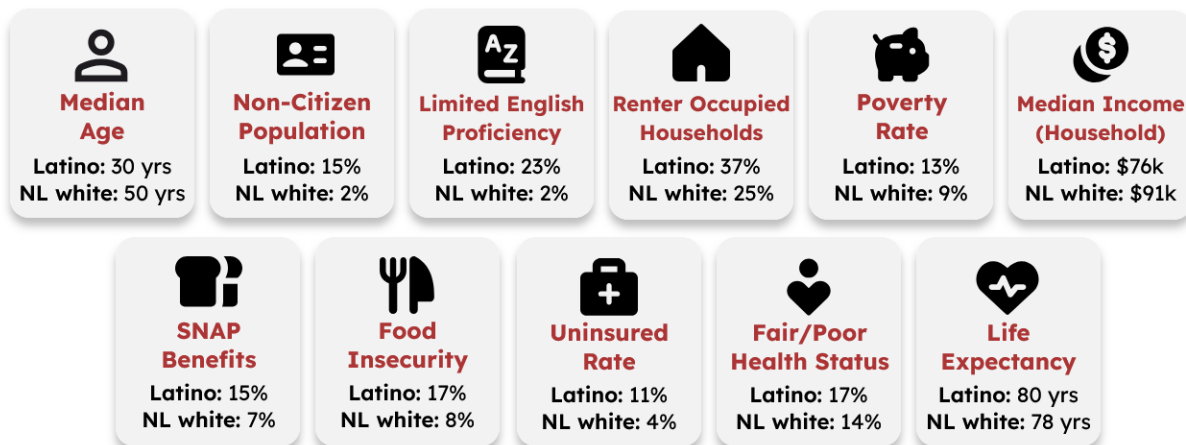 A Z
$
Median
Age
Latino: 30 yrs
NL white: 50 yrs
Non-Citizen
Population
Latino: 15%
NL white: 2%
Limited English
Proficiency
Latino: 23%
NL white: 2%
Renter Occupied
Households
Latino: 37%
NL white: 25%
Poverty
Rate
Latino: 13%
NL white: 9%
Median Income
(Household)
Latino: $76k
NL white: $91k
SNAP
Benefits
Latino: 15%
NL white: 7%
Food
Insecurity
Latino: 17%
NL white: 8%
Uninsured
Rate
Latino: 11%
NL white: 4%
Fair/Poor
Health Status
Latino: 17%
NL white: 14%
Life
Expectancy
Latino: 80 yrs
NL white: 78 yrs